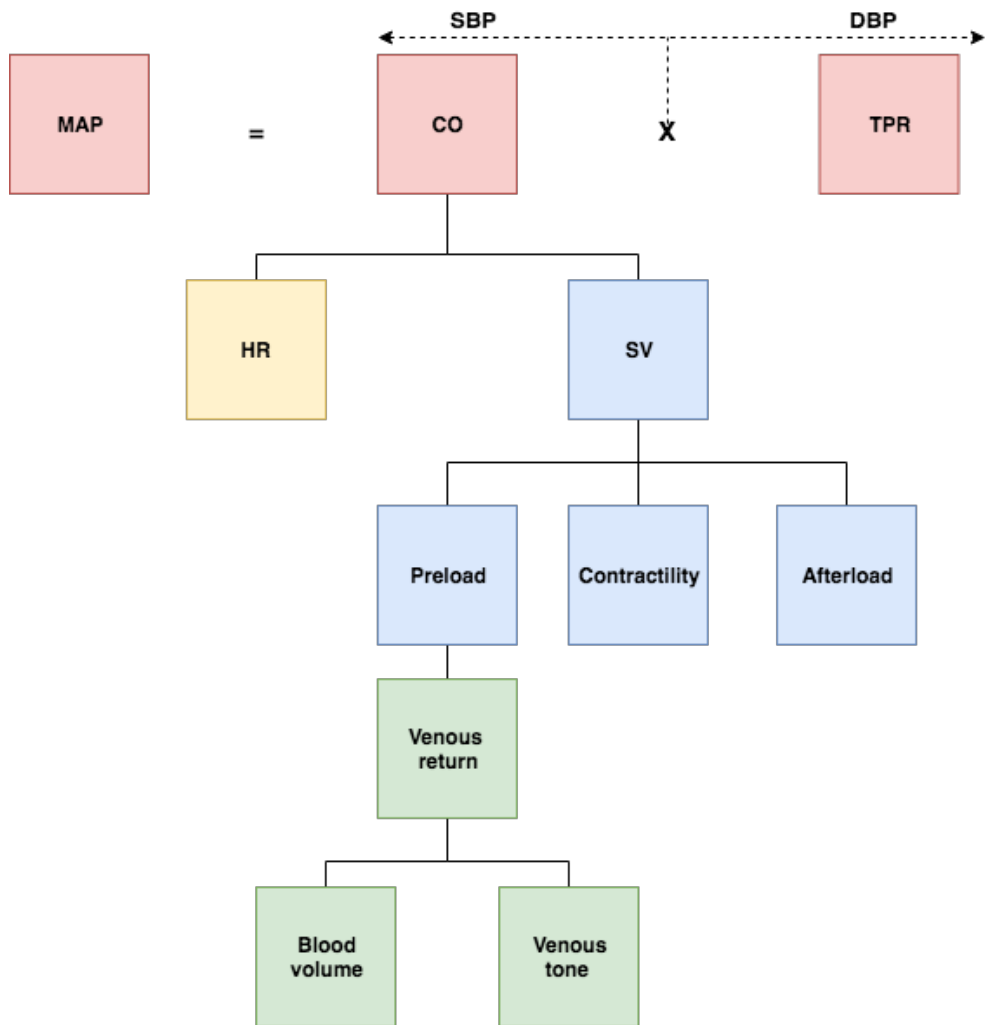 SBP
DBP
MAP
=
CO
X
TPR
HR
SV
Preload
Contractility
Afterload
Venous
return
Blood
volume
Venous
tone